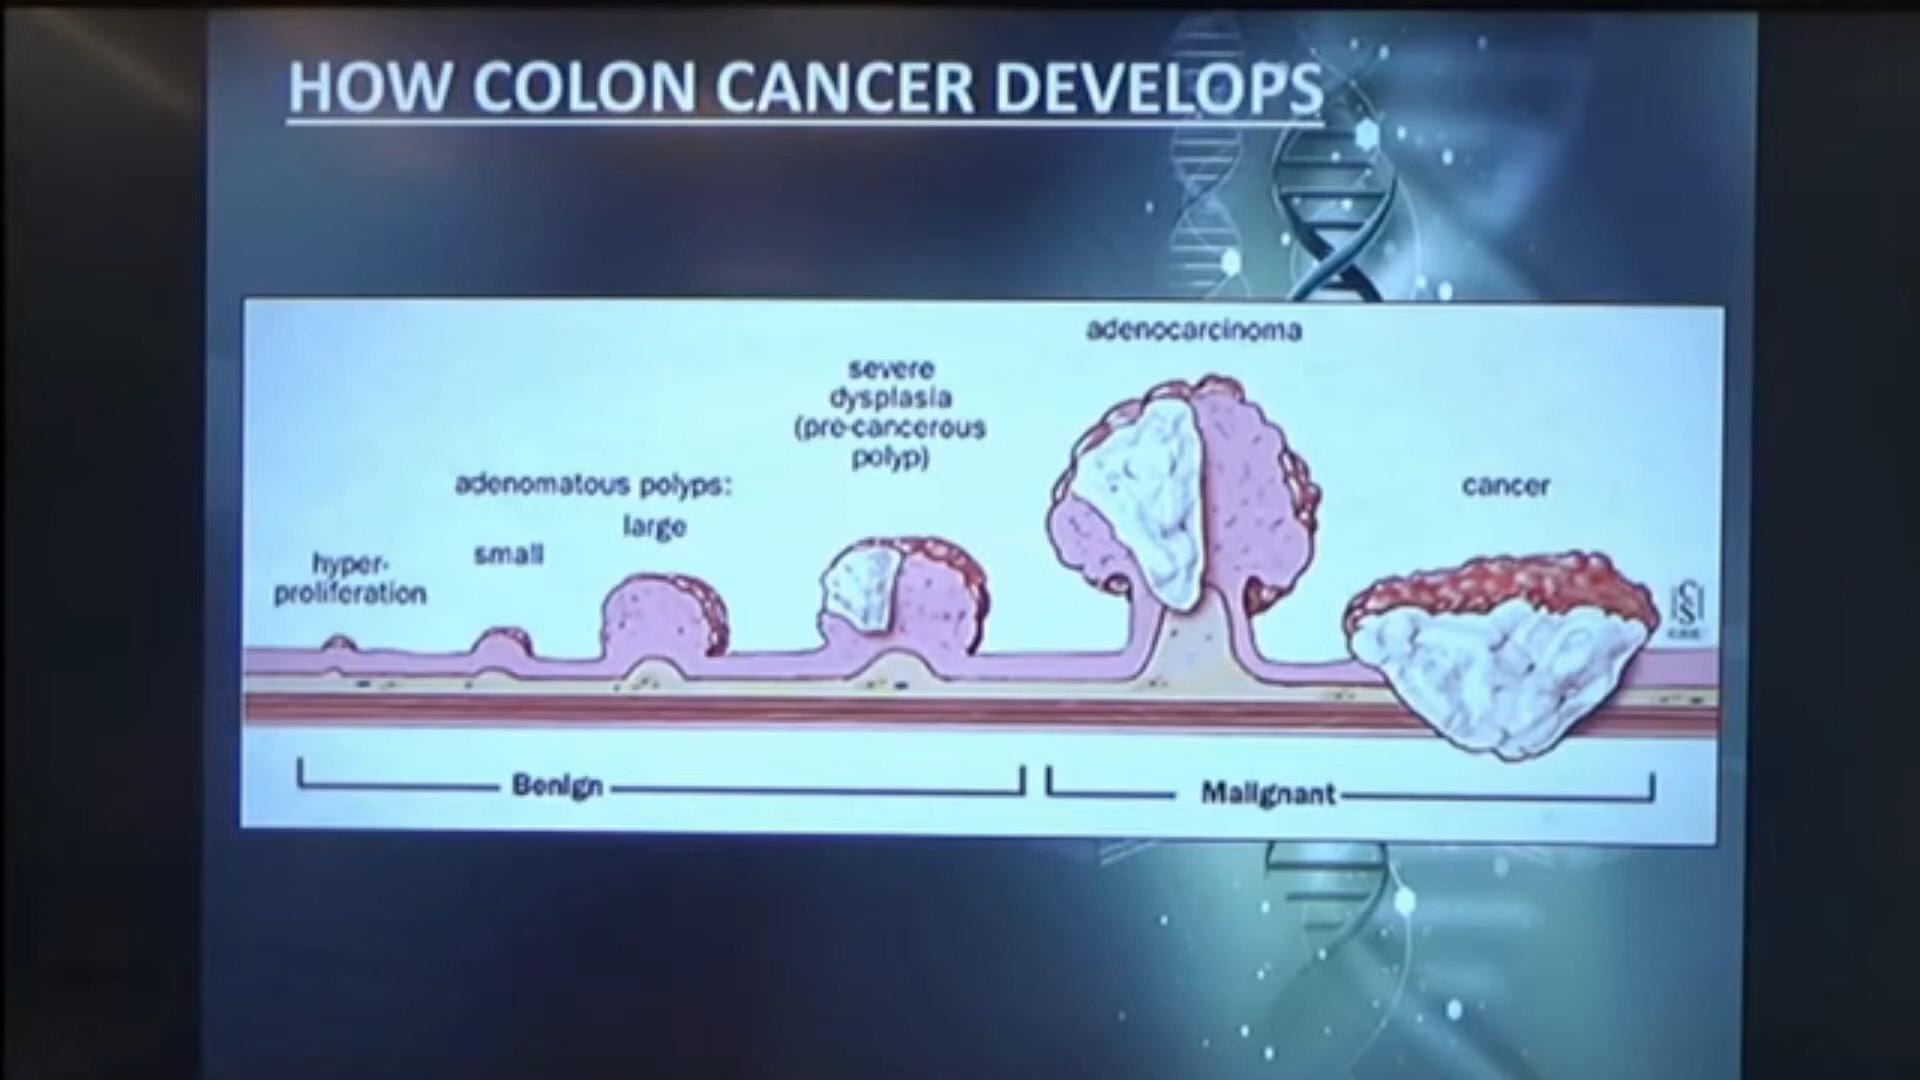 HOW COLON CANCER DEVELOPS
adenocarcinoma
severe
dysplasia
(pre-cancerous
polyp)
adenomatous polyps:
large
small
hyper-
proliferation
cancer
Benign
Malignant